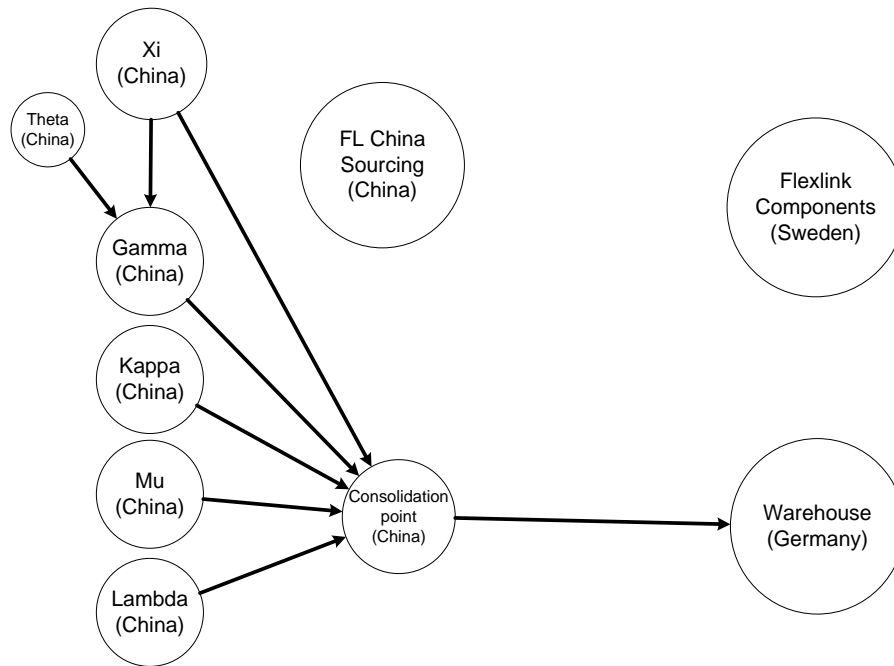 Xi
(China)
Theta
(China)
FL China
Sourcing
(China)
Flexlink
Components
(Sweden)
Gamma
(China)
Kappa
(China)
Mu
(China)
Consolidation
point
(China)
Warehouse
(Germany)
Lambda
(China)